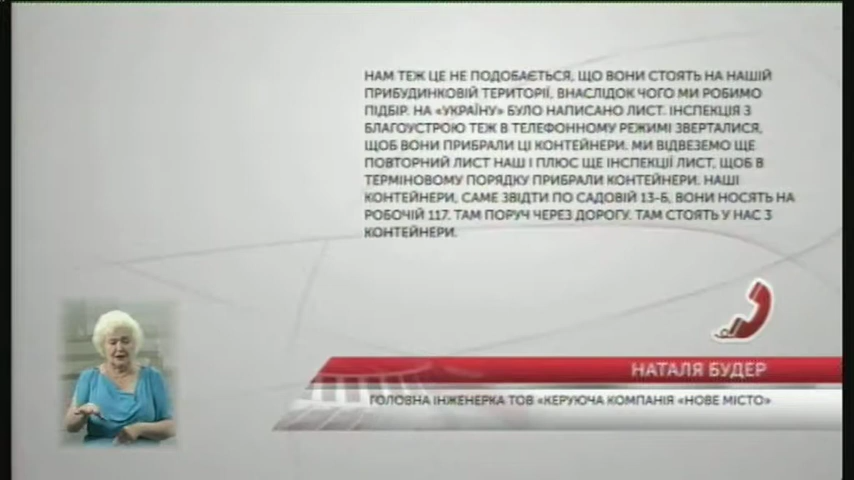 НАМ ТЕЖ ЦЕ НЕ ПОДОБАЄТЬСЯ, ЩО ВОНИ СТОЯТЬ НА НАШІЙ
ПРИБУДИНКОВІЙ ТЕРИТОРІЇ, ВНАСЛІДОК ЧОГО МИ РОБИМО
ПІДБІР. НА «УКРАЇНУ» БУЛО НАПИСАНО ЛИСТ. ІНСПЕКЦІЯ З
БЛАГОУСТРОЮ ТЕЖ В ТЕЛЕФОННОМУ РЕЖИМІ ЗВЕРТАЛИСЯ,
ЩОБ ВОНИ ПРИБРАЛИ ЦІ КОНТЕЙНЕРИ. МИ ВІДВЕЗЕМО ЩЕ
ПОВТОРНИЙ ЛИСТ НАШ І ПЛЮС ЩЕ ІНСПЕКЦІЇ ЛИСТ, ЩОБ В
ТЕРМІНОВОМУ ПОРЯДКУ ПРИБРАЛИ КОНТЕЙНЕРИ. НАШІ
КОНТЕЙНЕРИ, САМЕ ЗВІДТИ ПО САДОВІЙ 13-Б, ВОНИ НОСЯТЬ НА
РОБОЧІЙ 117. ТАМ ПОРУЧ ЧЕРЕЗ ДОРОГУ. ТАМ СТОЯТЬ У НАС 3
КОНТЕЙНЕРИ.
НАТАЛЯ БУДЕР
ГОЛОВНА ІНЖЕНЕРКА ТОВ «КЕРУЮЧА КОМПАНІЯ «НОВЕ МІСТО»